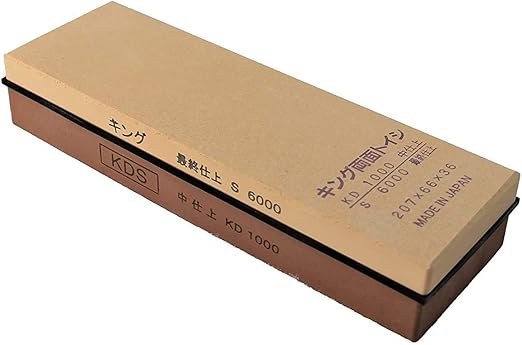 キング両面トイシ
KD 1000 中仕上
S 6000 最終仕上
207×66×36
MADE IN JAPAN
キング 最終仕上 S 6000
KDS 中仕上 KD 1000